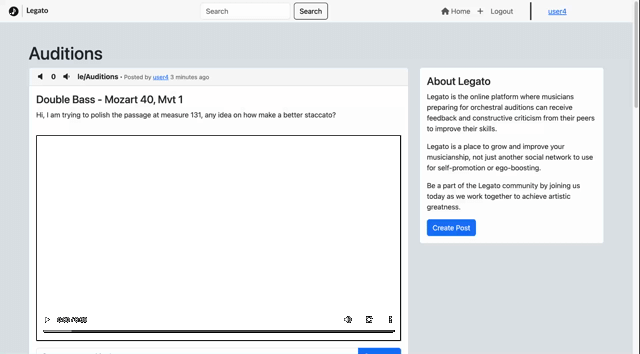 Legato
Search
Search
Home
Logout
user4
Auditions
0
le/Auditions • Posted by user4 3 minutes ago
Double Bass - Mozart 40, Mvt 1
Hi, I am trying to polish the passage at measure 131, any idea on how make a better staccato?
About Legato
Legato is the online platform where musicians
preparing for orchestral auditions can receive
feedback and constructive criticism from their peers
to improve their skills.
Legato is a place to grow and improve your
musicianship, not just another social network to use
for self-promotion or ego-boosting.
Be a part of the Legato community by joining us
today as we work together to achieve artistic
greatness.
Create Post